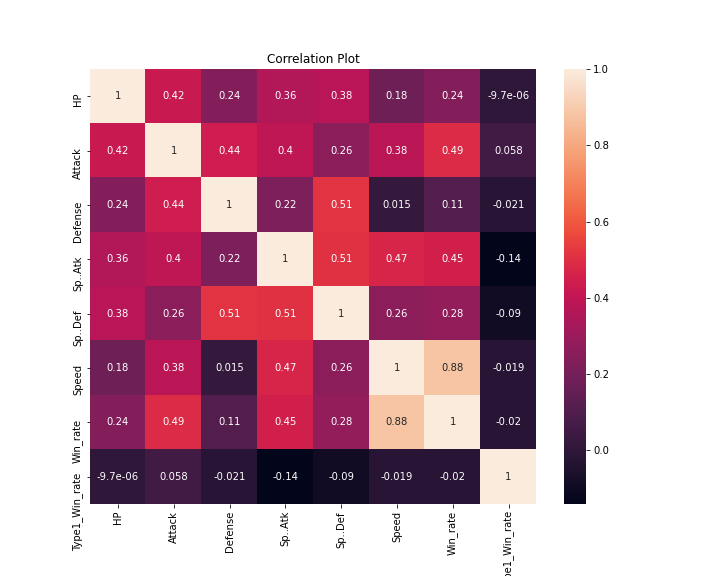 Correlation Plot
HP 1 0.42 0.24 0.36 0.38 0.18 0.24 -9.7e-06
Attack 0.42 1 0.44 0.4 0.26 0.38 0.49 0.058
Defense 0.24 0.44 1 0.22 0.51 0.015 0.11 -0.021
Sp..Atk 0.36 0.4 0.22 1 0.51 0.47 0.45 -0.14
Sp..Def 0.38 0.26 0.51 0.51 1 0.26 0.28 -0.09
Speed 0.18 0.38 0.015 0.47 0.26 1 0.88 -0.019
Win_rate 0.24 0.49 0.11 0.45 0.28 0.88 1 -0.02
Type1_Win_rate -9.7e-06 0.058 -0.021 -0.14 -0.09 -0.019 -0.02 1
HP Attack Defense Sp..Atk Sp..Def Speed Win_rate pe1_Win_rate
1.0
0.8
0.6
0.4
0.2
0.0